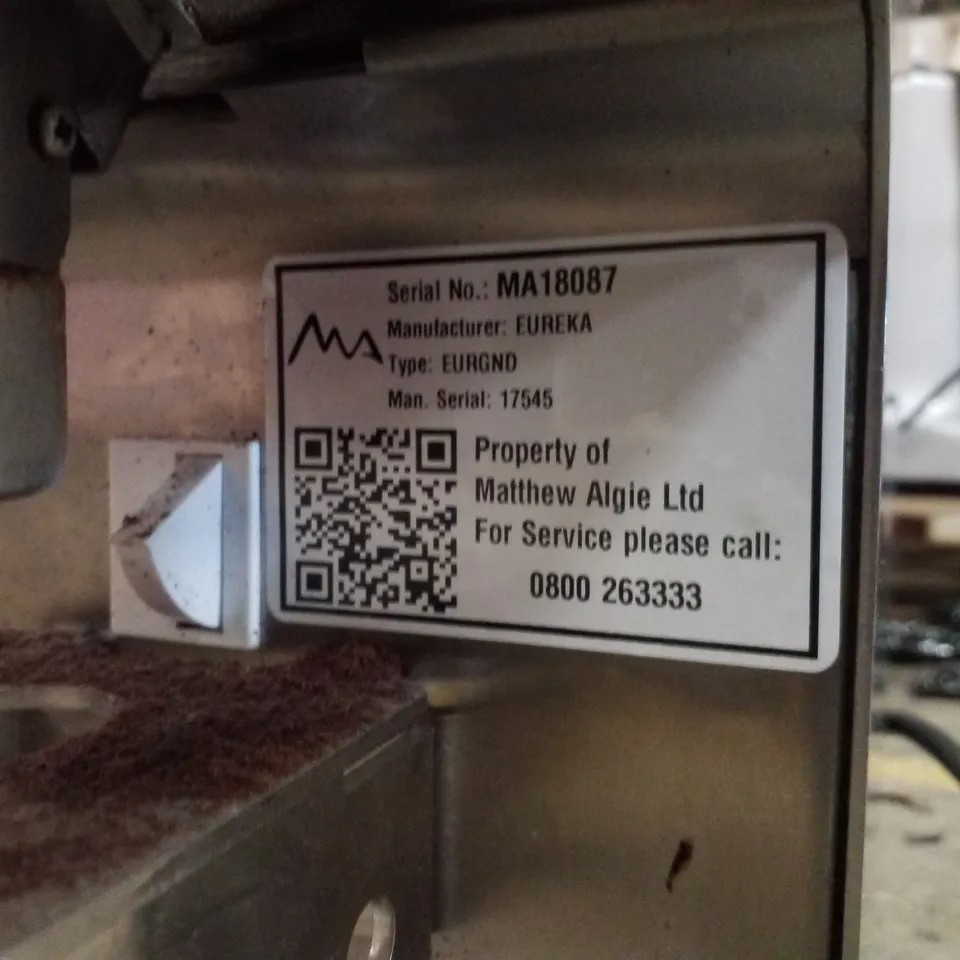 Serial No.: MA18087
Manufacturer: EUREKA
Type: EURGND
Man. Serial: 17545
Property of
Matthew Algie Ltd
For Service please call:
0800 263333